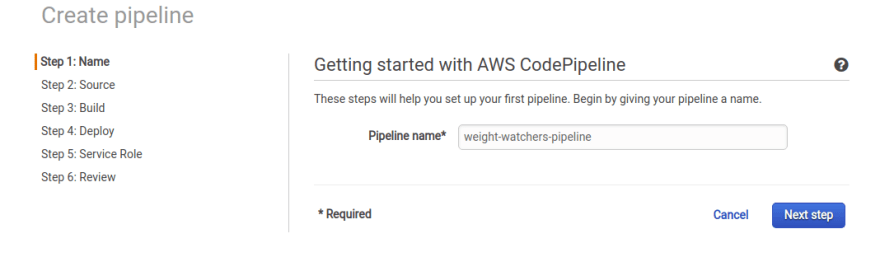 Create pipeline
Step 1: Name
Step 2: Source
Step 3: Build
Step 4: Deploy
Step 5: Service Role
Step 6: Review
Getting started with AWS CodePipeline
?
These steps will help you set up your first pipeline. Begin by giving your pipeline a name.
Pipeline name* weight-watchers-pipeline
* Required Cancel Next step